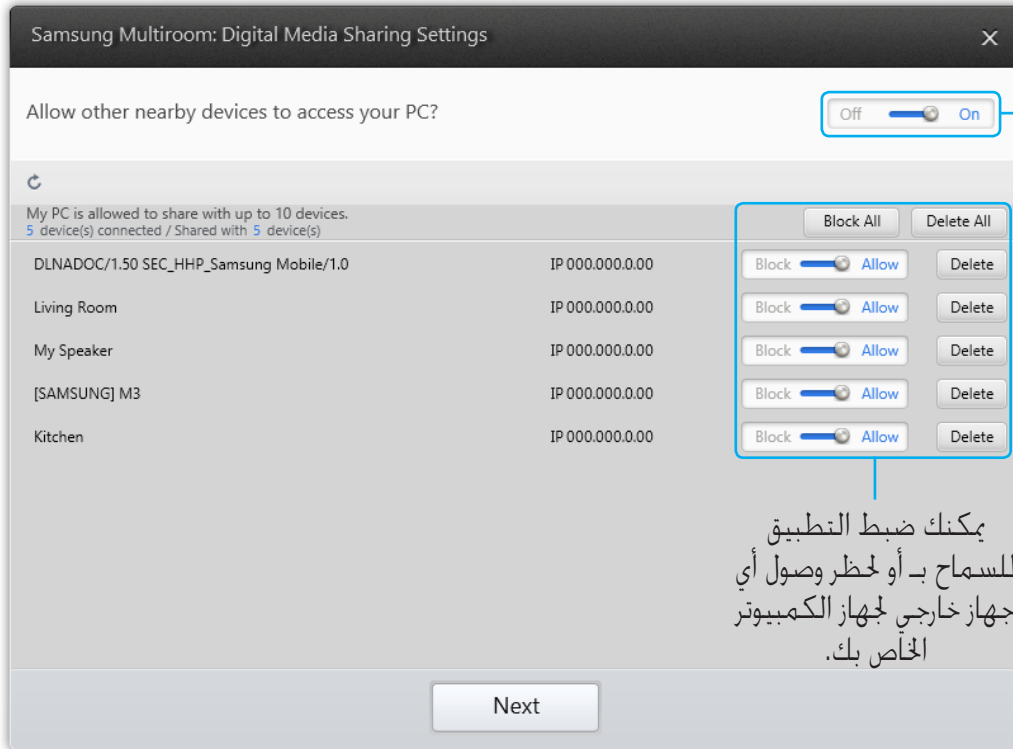 Samsung Multiroom: Digital Media Sharing Settings
Allow other nearby devices to access your PC?
Off On
My PC is allowed to share with up to 10 devices.
5 device(s) connected / Shared with 5 device(s)
Block All Delete All
DLNADOC/1.50 SEC_HHP_Samsung Mobile/1.0 IP 000.000.0.00 Block Allow Delete
Living Room IP 000.000.0.00 Block Allow Delete
My Speaker IP 000.000.0.00 Block Allow Delete
[SAMSUNG] M3 IP 000.000.0.00 Block Allow Delete
Kitchen IP 000.000.0.00 Block Allow Delete
يمكنك ضبط التطبيق
للسماح بـ أو لحظر وصول أي
جهاز خارجي لجهاز الكمبيوتر
الخاص بك.
Next